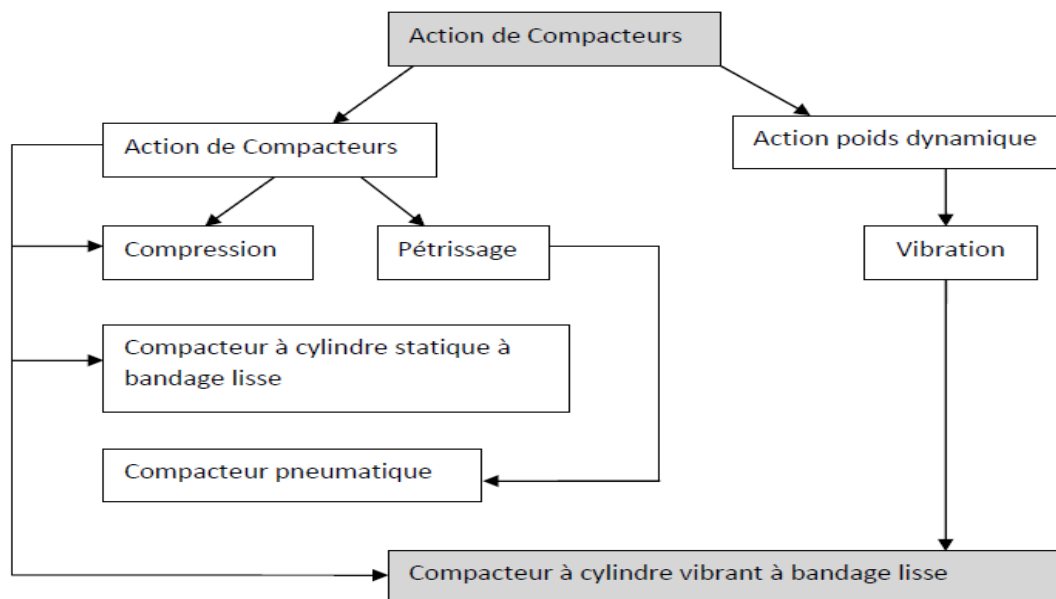 Action de Compacteurs
Action de Compacteurs
Action poids dynamique
Compression
Pétrissage
Vibration
Compacteur à cylindre statique à
bandage lisse
Compacteur pneumatique
Compacteur à cylindre vibrant à bandage lisse